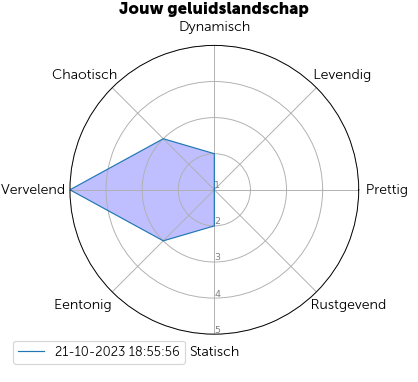 Jouw geluidslandschap
Dynamisch
Chaotisch
Levendig
Vervelend
1
Prettig
2
3
4
5
Eentonig
Rustgevend
21-10-2023 18:55:56
Statisch